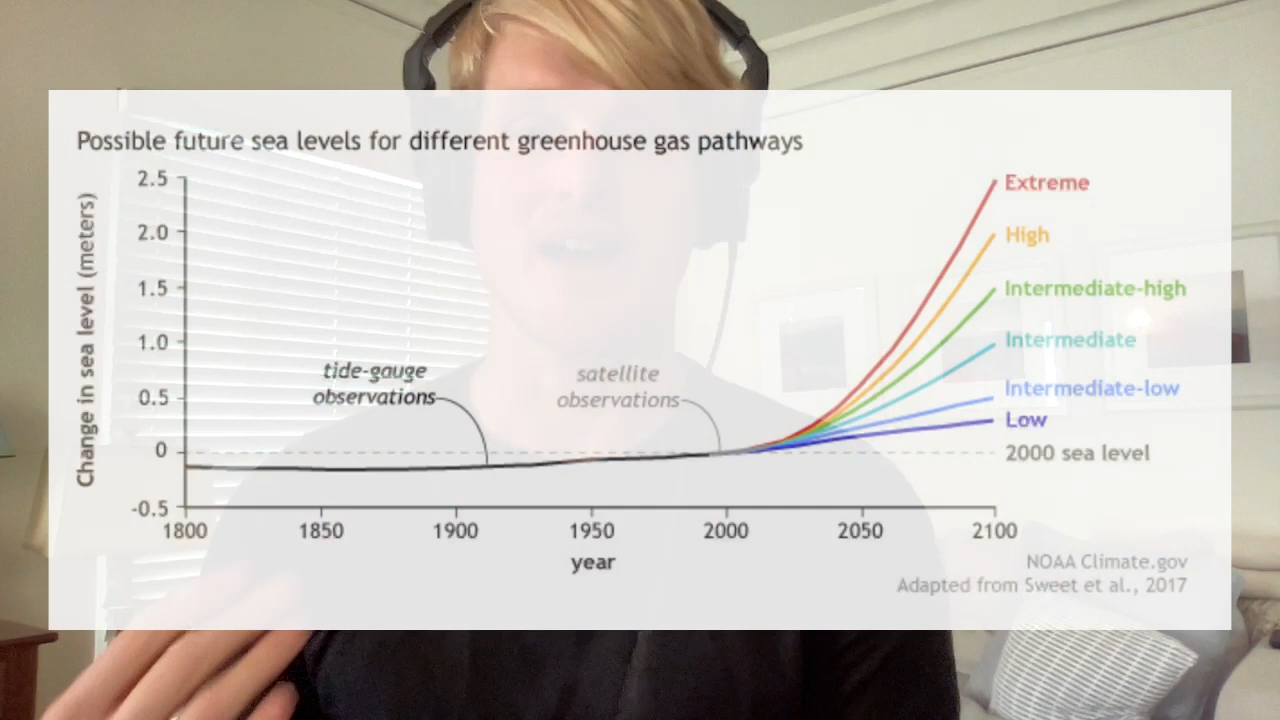 Possible future sea levels for different greenhouse gas pathways
Change in sea level (meters)
2.5
2.0
1.5
1.0
0.5
0
-0.5
tide-gauge
observations
satellite
observations
Extreme
High
Intermediate-high
Intermediate
Intermediate-low
Low
2000 sea level
1800 1850 1900 1950 2000 2050 2100
year
NOAA Climate.gov
Adapted from Sweet et al., 2017